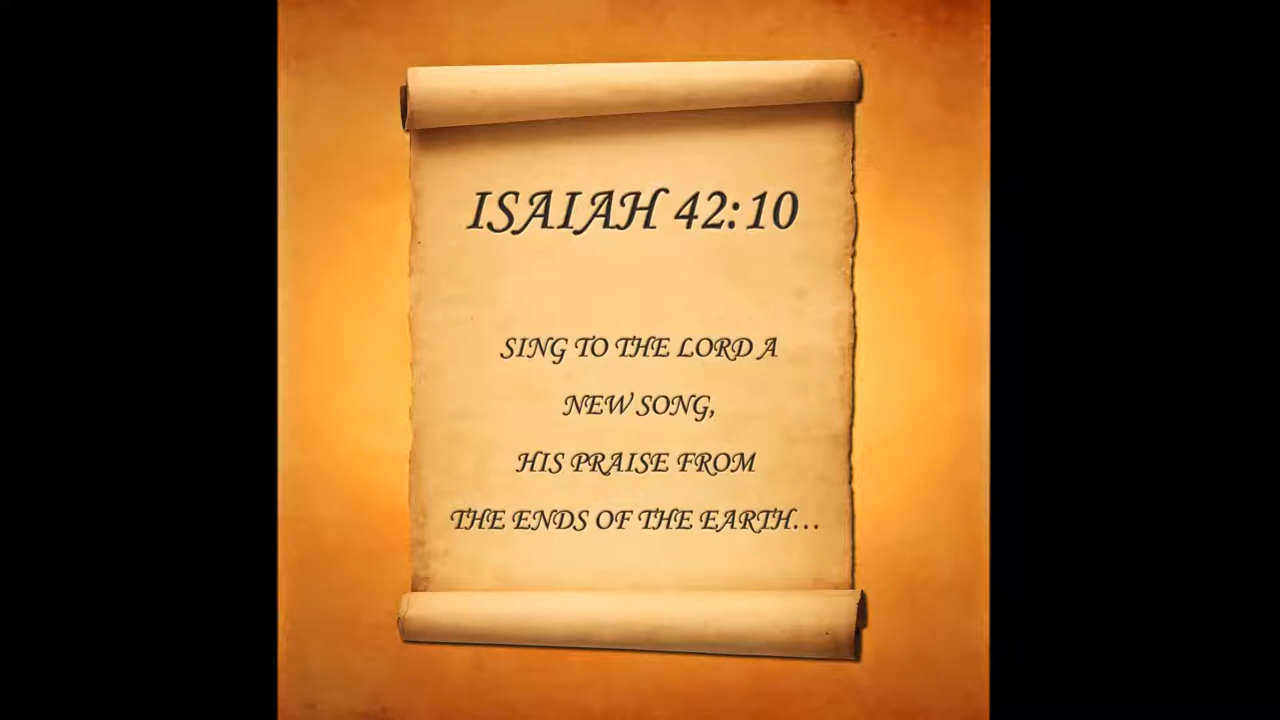 ISAIAH 42:10
SING TO THE LORD A
NEW SONG,
HIS PRAISE FROM
THE ENDS OF THE EARTH...